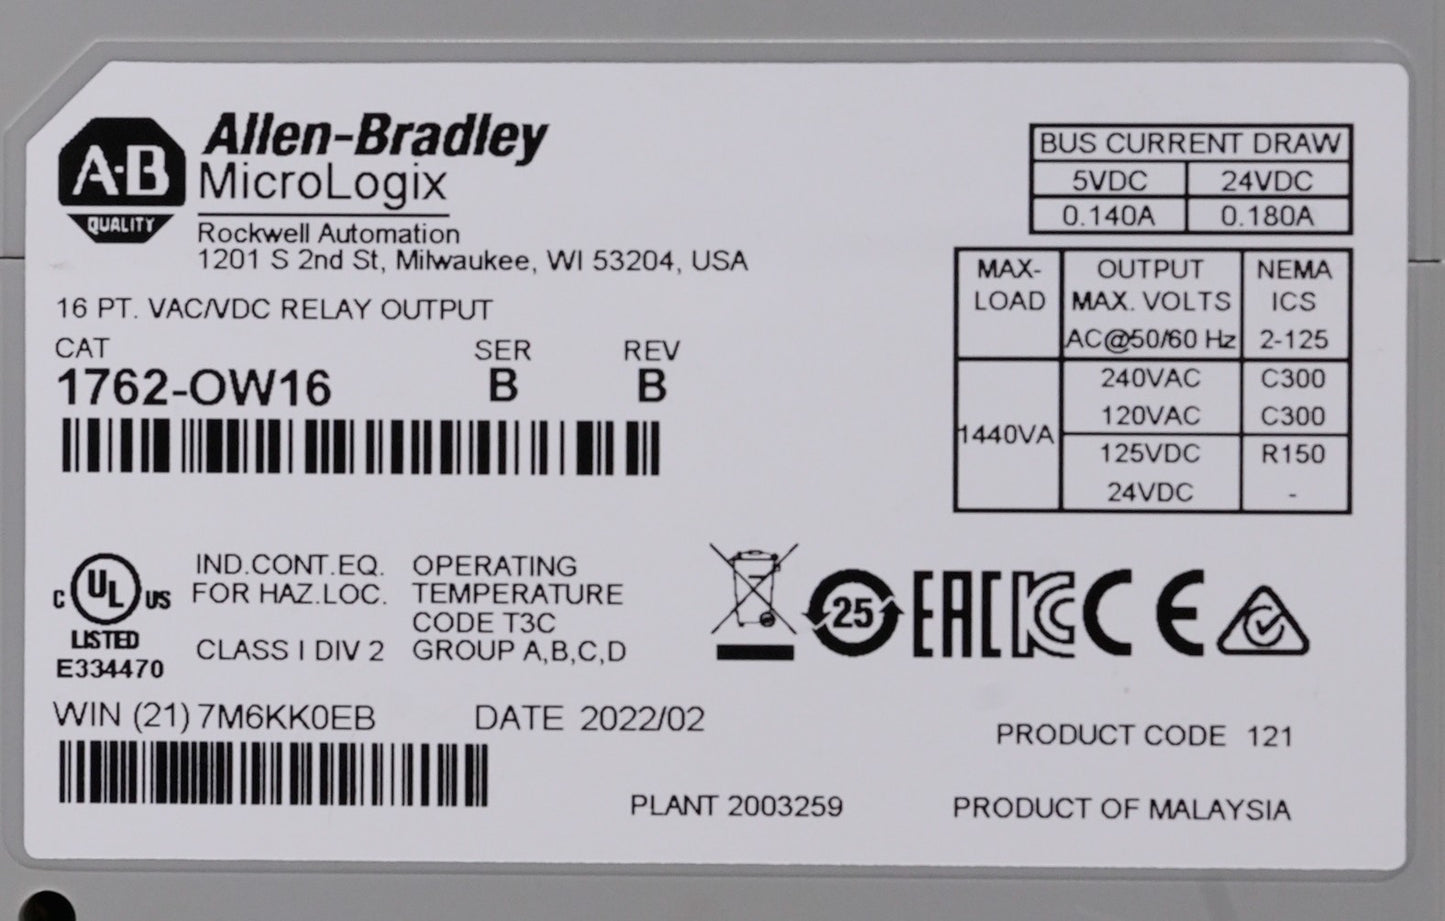 A·B
QUALITY
Allen-Bradley
MicroLogix
Rockwell Automation
1201 S 2nd St, Milwaukee, WI 53204, USA
16 PT. VAC/VDC RELAY OUTPUT
CAT SER REV
1762-OW16 B B
BUS CURRENT DRAW
5VDC 24VDC
0.140A 0.180A
MAX- OUTPUT NEMA
LOAD MAX. VOLTS ICS
AC@50/60 Hz 2-125
240VAC C300
120VAC C300
1440VA
125VDC R150
24VDC -
C UL US
LISTED
E334470
IND.CONT.EQ.
FOR HAZ.LOC.
CLASS I DIV 2
OPERATING
TEMPERATURE
CODE T3C
GROUP A,B,C,D
25 EAC KC CE
WIN (21) 7M6KK0EB DATE 2022/02
PRODUCT CODE 121
PLANT 2003259 PRODUCT OF MALAYSIA